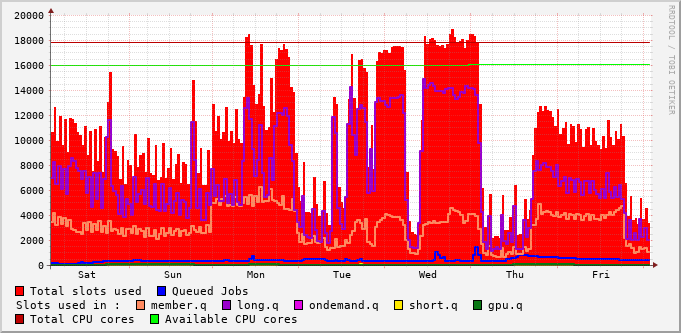 20000
18000
16000
14000
12000
10000
8000
6000
4000
2000
0
Sat Sun Mon Tue Wed Thu Fri
RRDTOOL / TOBI OETIKER
Total slots used Queued Jobs
Slots used in : member.q long.q ondemand.q short.q gpu.q
Total CPU cores Available CPU cores